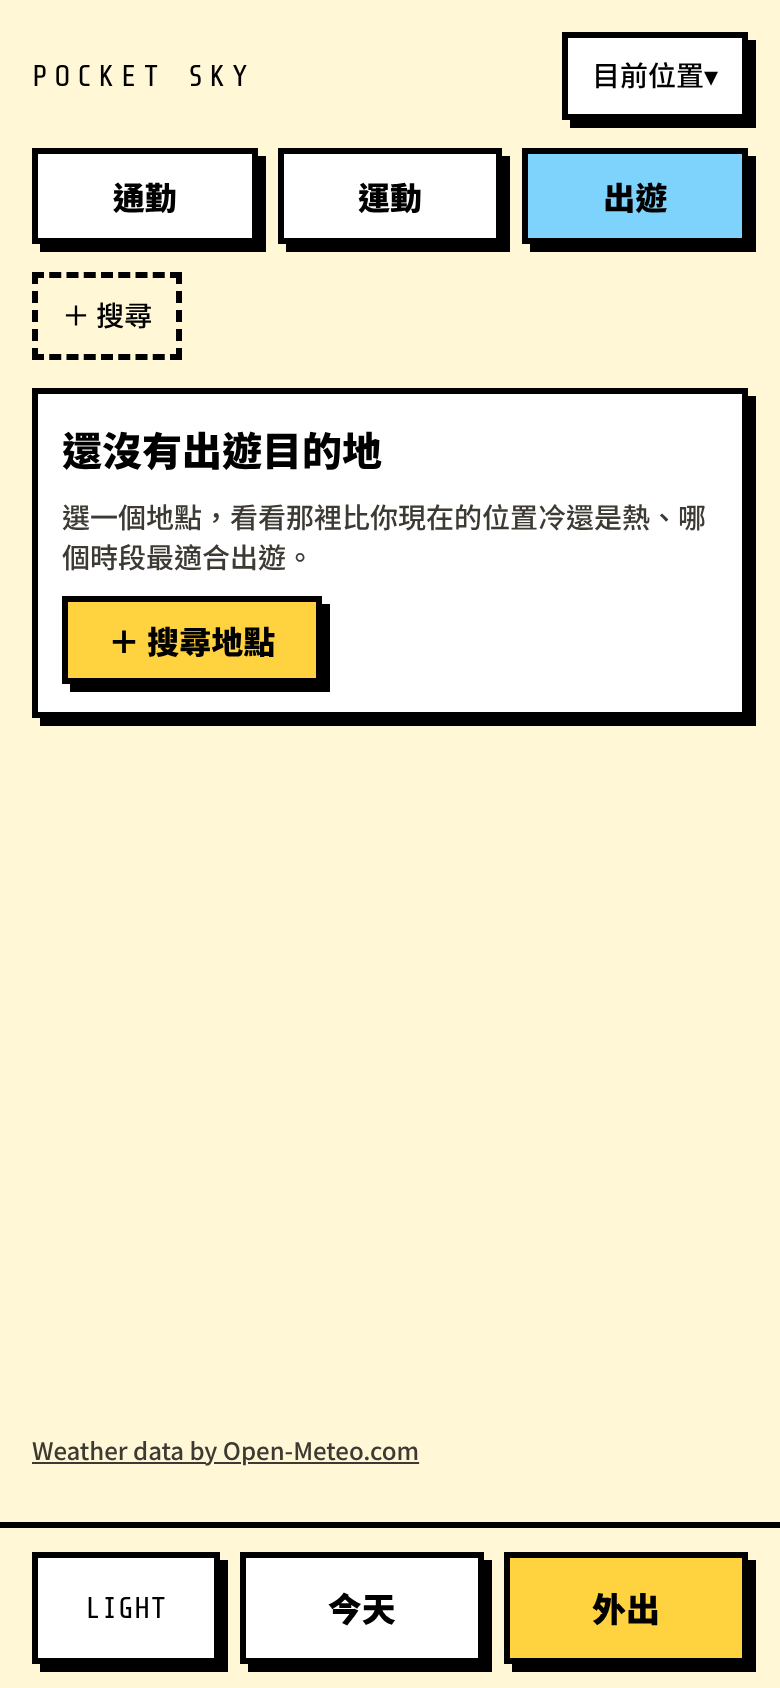 POCKET SKY
目前位置▾
通勤
運動
出遊
＋ 搜尋
還沒有出遊目的地
選一個地點，看看那裡比你現在的位置冷還是熱、哪
個時段最適合出遊。
＋ 搜尋地點
Weather data by Open-Meteo.com
LIGHT
今天
外出